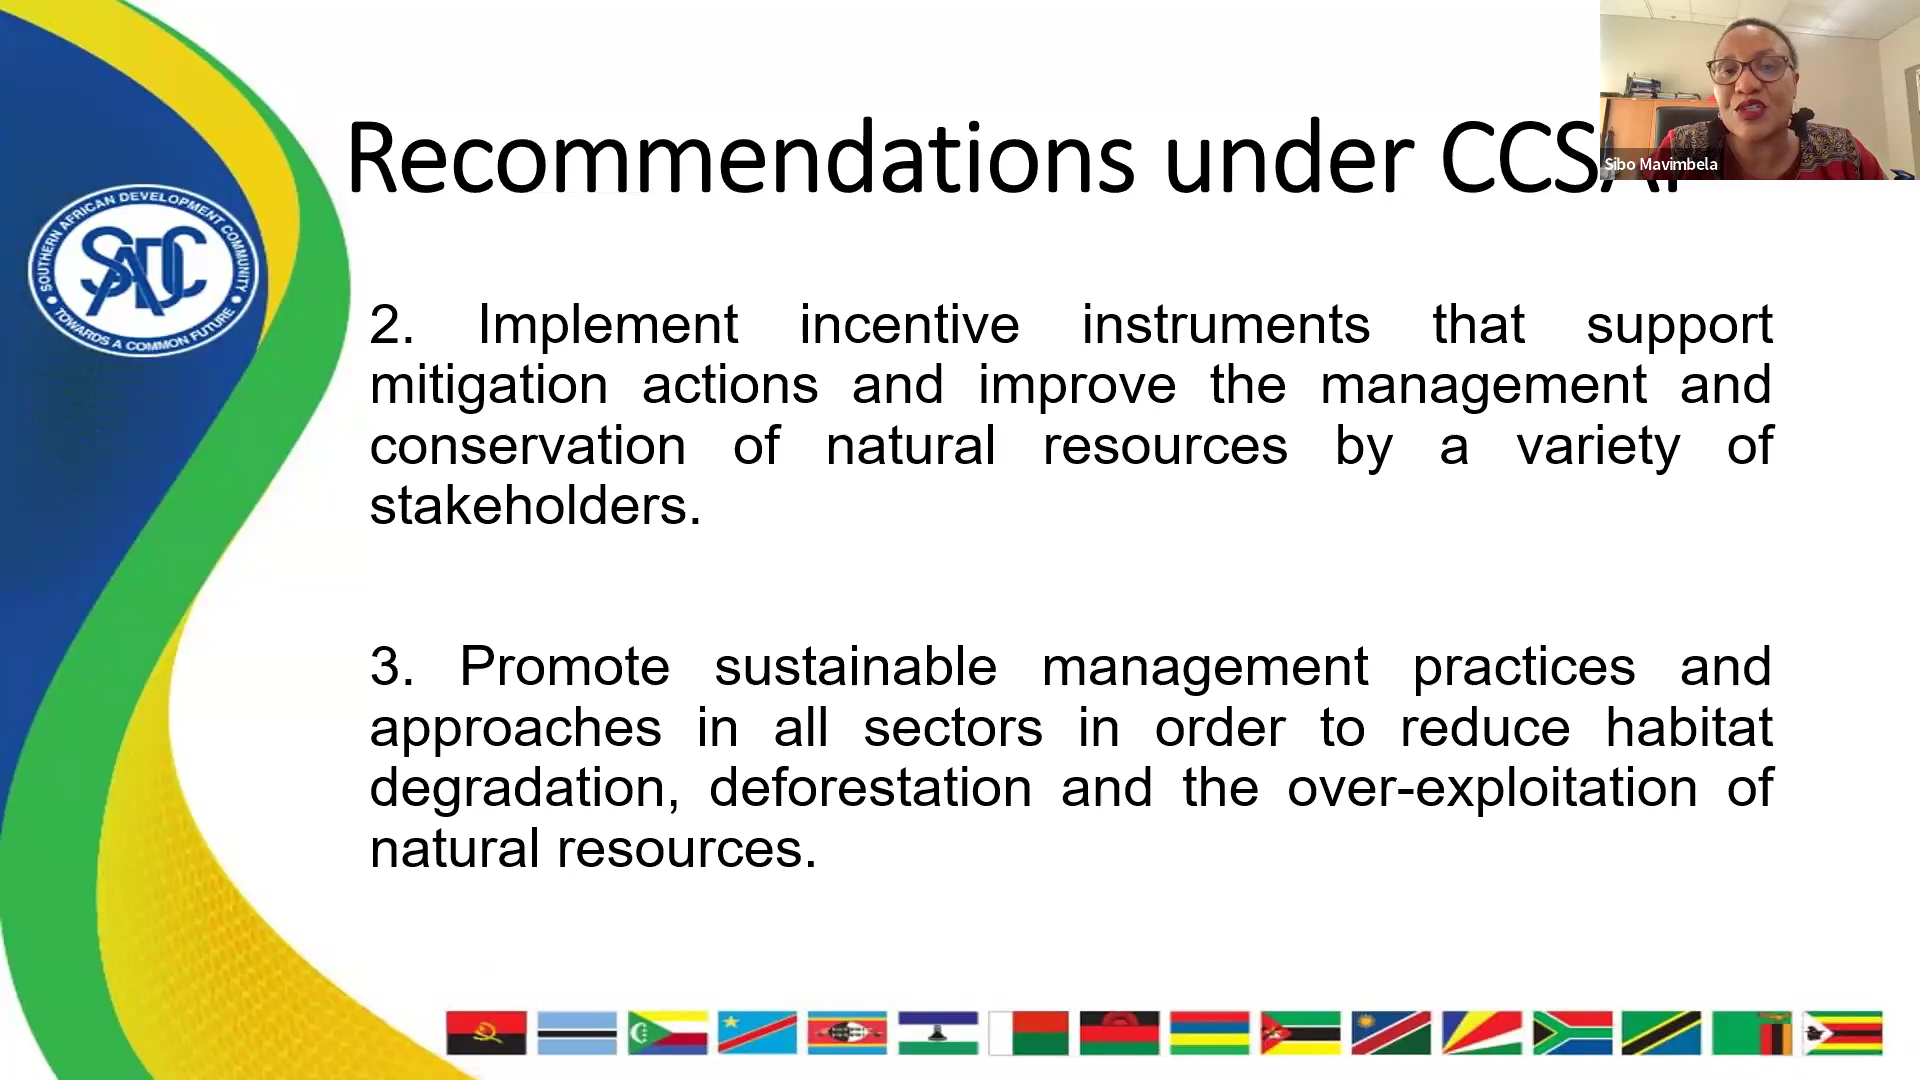 Recommendations under CCSAP
Sibo Mavimbela
SOUTHERN AFRICAN DEVELOPMENT COMMUNITY
SADC
TOWARDS A COMMON FUTURE
2. Implement incentive instruments that support
mitigation actions and improve the management and
conservation of natural resources by a variety of
stakeholders.
3. Promote sustainable management practices and
approaches in all sectors in order to reduce habitat
degradation, deforestation and the over-exploitation of
natural resources.